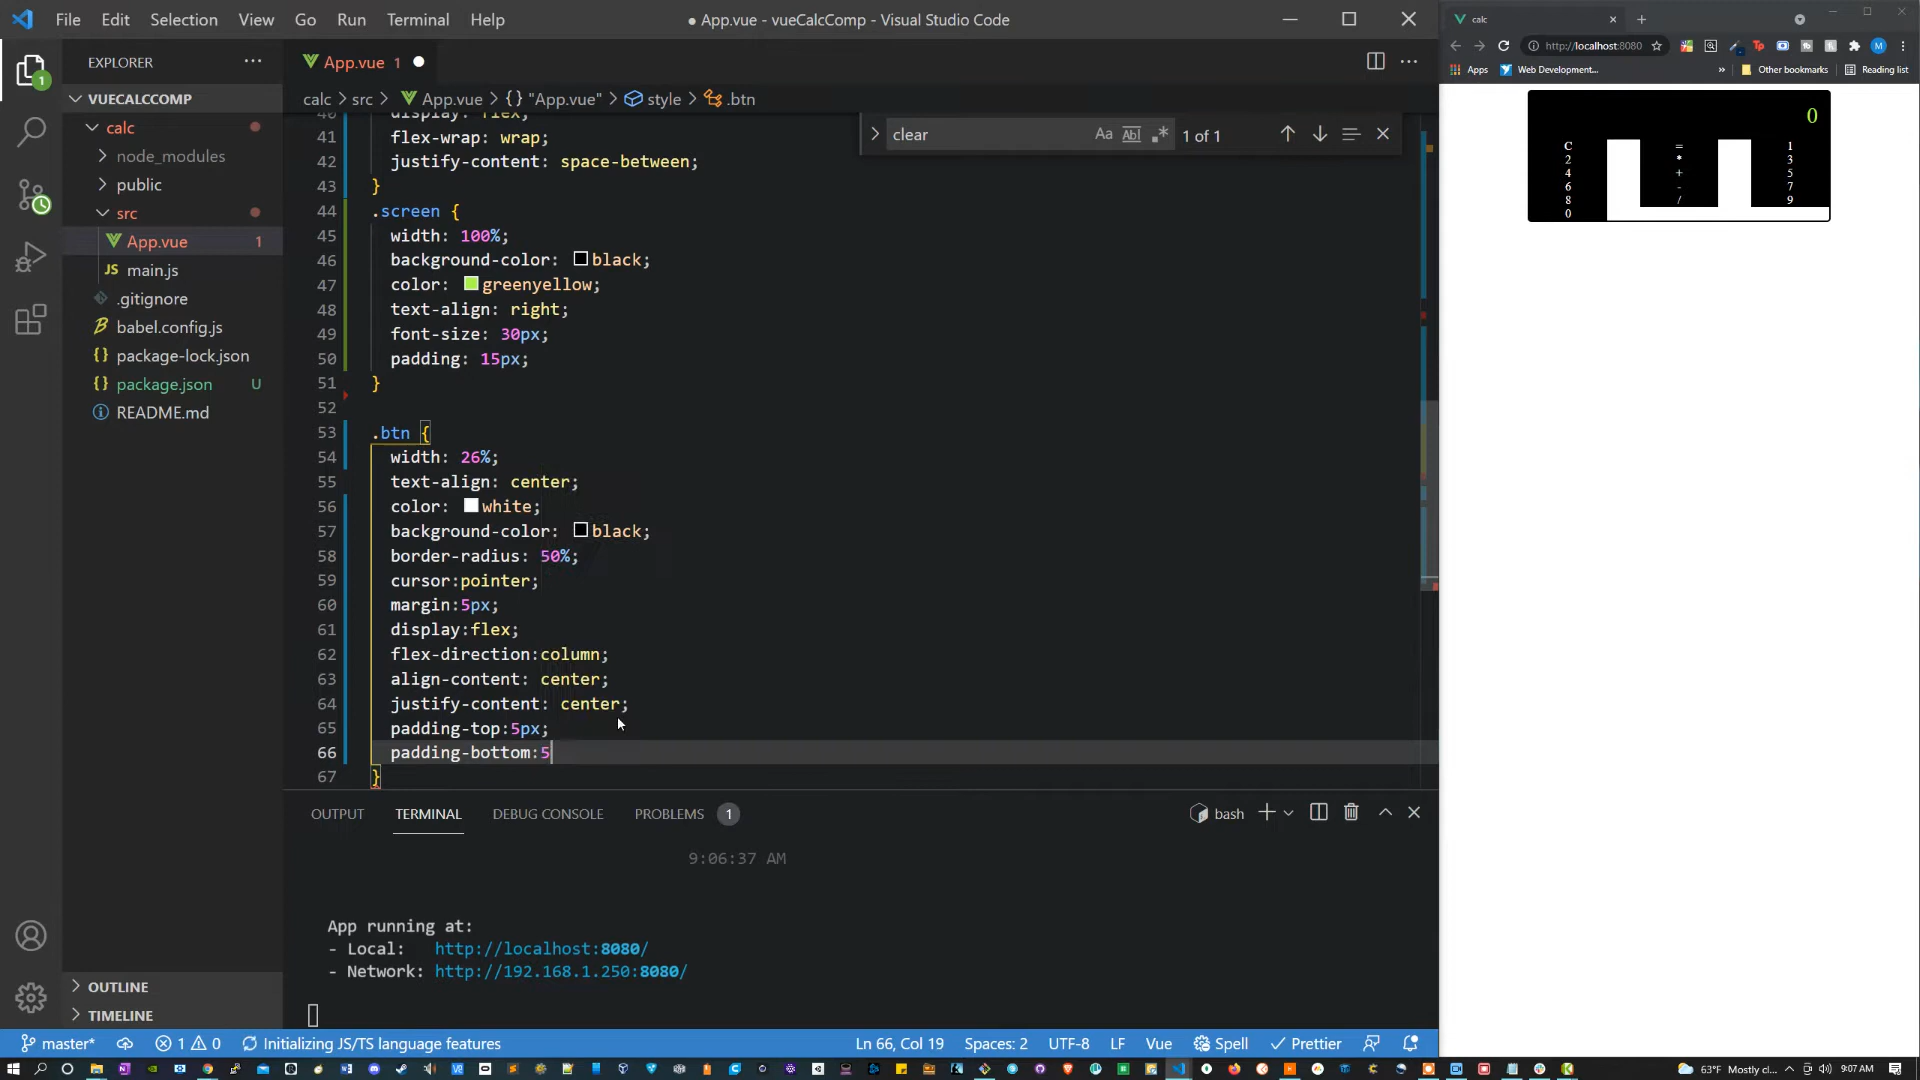 File Edit Selection View Go Run Terminal Help
● App.vue - vueCalcComp - Visual Studio Code
EXPLORER
VUECALCCOMP
calc
node_modules
public
src
App.vue 1
main.js
.gitignore
babel.config.js
package-lock.json
package.json U
README.md
OUTLINE
TIMELINE
App.vue 1
calc > src > App.vue > {} "App.vue" > style > .btn
clear
Aa Abl 1 of 1
40 display: flex;
41 flex-wrap: wrap;
42 justify-content: space-between;
43 }
44 .screen {
45 width: 100%;
46 background-color: black;
47 color: greenyellow;
48 text-align: right;
49 font-size: 30px;
50 padding: 15px;
51 }
52
53 .btn {
54 width: 26%;
55 text-align: center;
56 color: white;
57 background-color: black;
58 border-radius: 50%;
59 cursor:pointer;
60 margin:5px;
61 display:flex;
62 flex-direction:column;
63 align-content: center;
64 justify-content: center;
65 padding-top:5px;
66 padding-bottom:5
67 }
OUTPUT TERMINAL DEBUG CONSOLE PROBLEMS 1
bash
9:06:37 AM
App running at:
- Local: http://localhost:8080/
- Network: http://192.168.1.250:8080/
master* 1 0 Initializing JS/TS language features
Ln 66, Col 19 Spaces: 2 UTF-8 LF Vue Spell Prettier
calc
http://localhost:8080
Apps Web Development... » Other bookmarks Reading list
0
C = 1
2 * 3
4 + 5
6 - 7
8 / 9
0
63°F Mostly cl... 9:07 AM